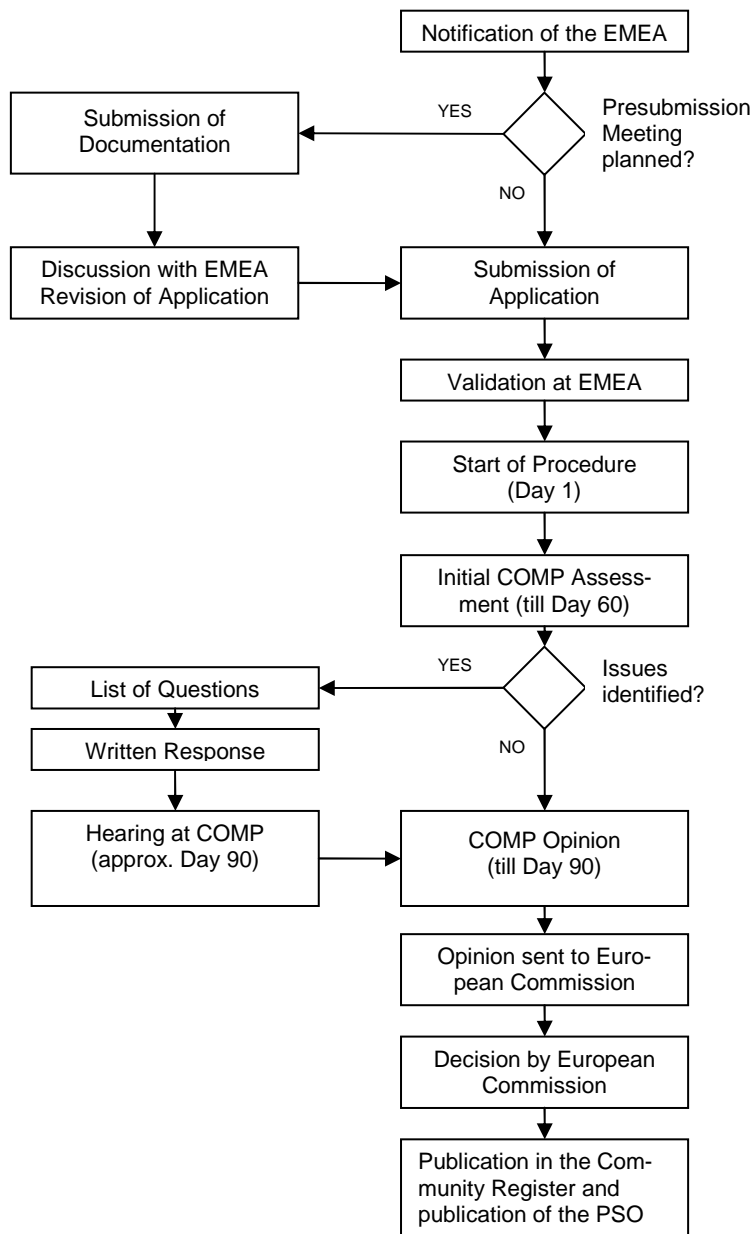 Notification of the EMEA
YES
Presubmission
Meeting
planned?
Submission of
Documentation
NO
Discussion with EMEA
Revision of Application
Submission of
Application
Validation at EMEA
Start of Procedure
(Day 1)
Initial COMP Assess-
ment (till Day 60)
YES
Issues
identified?
List of Questions
Written Response
NO
Hearing at COMP
(approx. Day 90)
COMP Opinion
(till Day 90)
Opinion sent to Euro-
pean Commission
Decision by European
Commission
Publication in the Com-
munity Register and
publication of the PSO